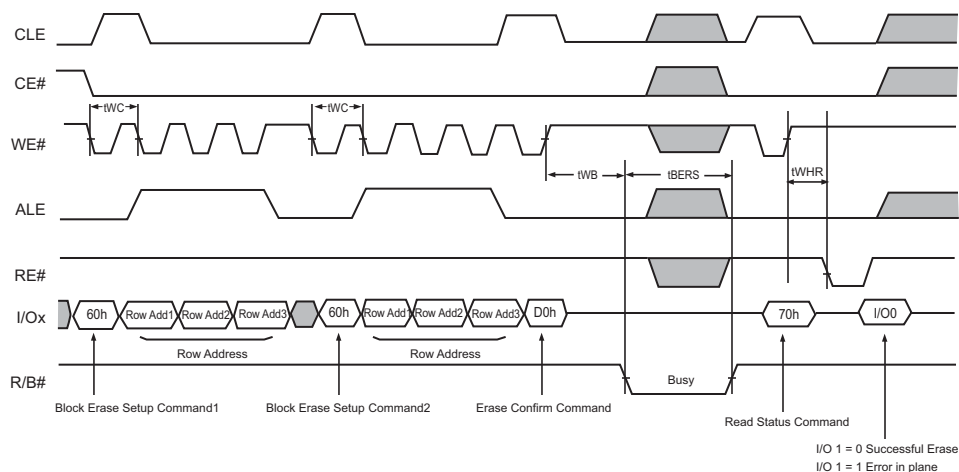 CLE
CE#
tWC
tWC
WE#
tWB
tBERS
tWHR
ALE
RE#
I/Ox
60h
Row Add1
Row Add2
Row Add3
60h
Row Add1
Row Add2
Row Add3
D0h
70h
I/O0
Row Address
Row Address
R/B#
Busy
Block Erase Setup Command1
Block Erase Setup Command2
Erase Confirm Command
Read Status Command
I/O 1 = 0 Successful Erase
I/O 1 = 1 Error in plane